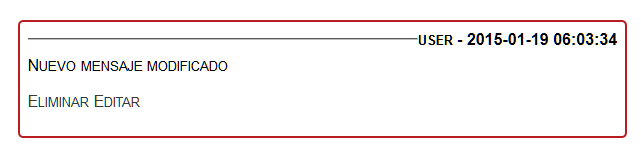 USER - 2015-01-19 06:03:34
NUEVO MENSAJE MODIFICADO
ELIMINAR EDITAR